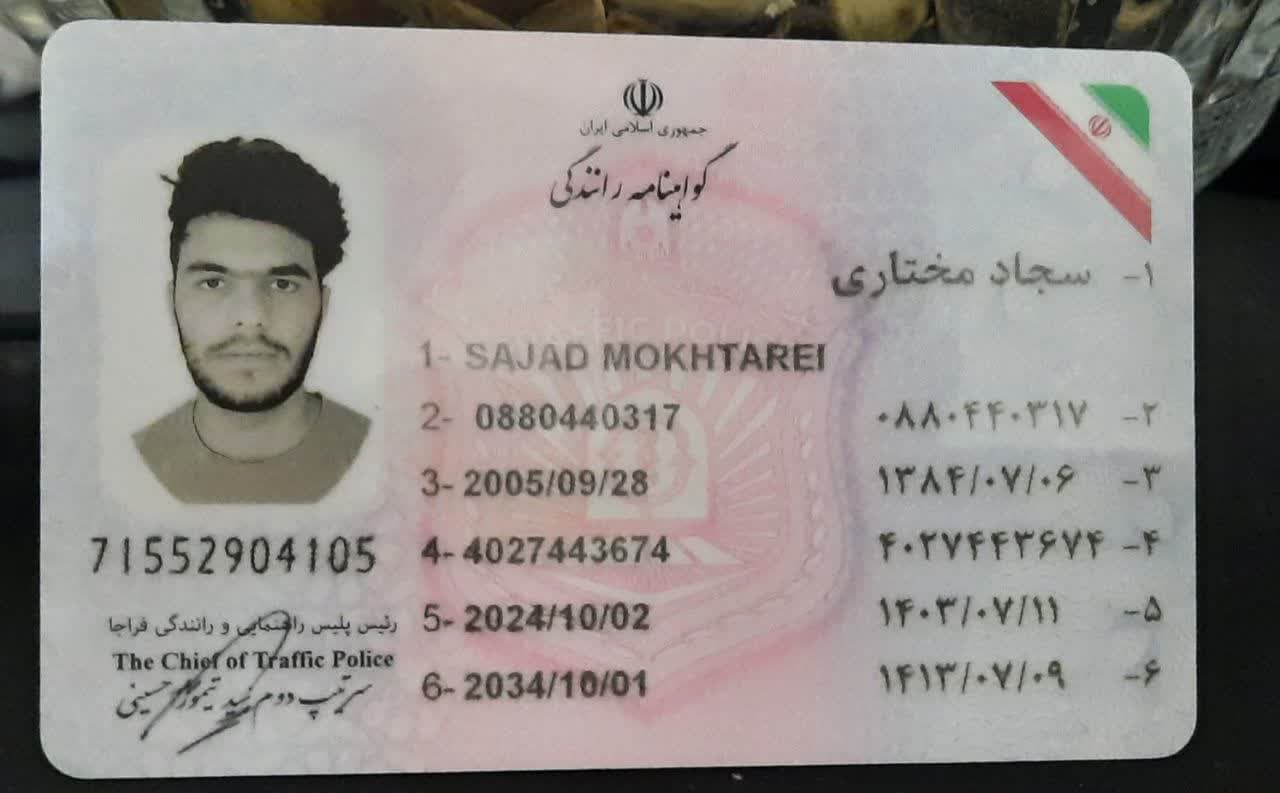 جمهوری اسلامی ایران
گواهینامه رانندگی
۱- سجاد مختاری
1- SAJAD MOKHTAREI
2- 0880440317
۲- ۰۸۸۰۴۴۰۳۱۷
3- 2005/09/28
۳- ۱۳۸۴/۰۷/۰۶
4- 4027443674
۴- ۴۰۲۷۴۴۳۶۷۴
5- 2024/10/02
۵- ۱۴۰۳/۰۷/۱۱
6- 2034/10/01
۶- ۱۴۱۳/۰۷/۰۹
71552904105
رئیس پلیس راهنمایی و رانندگی فراجا
The Chief of Traffic Police
سرتیپ دوم سید تیمور حسینی